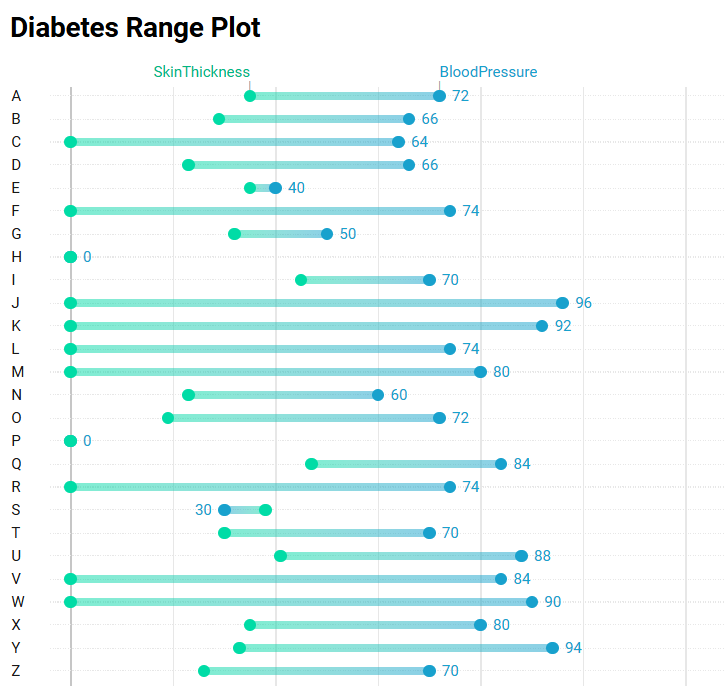 Diabetes Range Plot
SkinThickness BloodPressure
A 72
B 66
C 64
D 66
E 40
F 74
G 50
H 0
I 70
J 96
K 92
L 74
M 80
N 60
O 72
P 0
Q 84
R 74
S 30
T 70
U 88
V 84
W 90
X 80
Y 94
Z 70